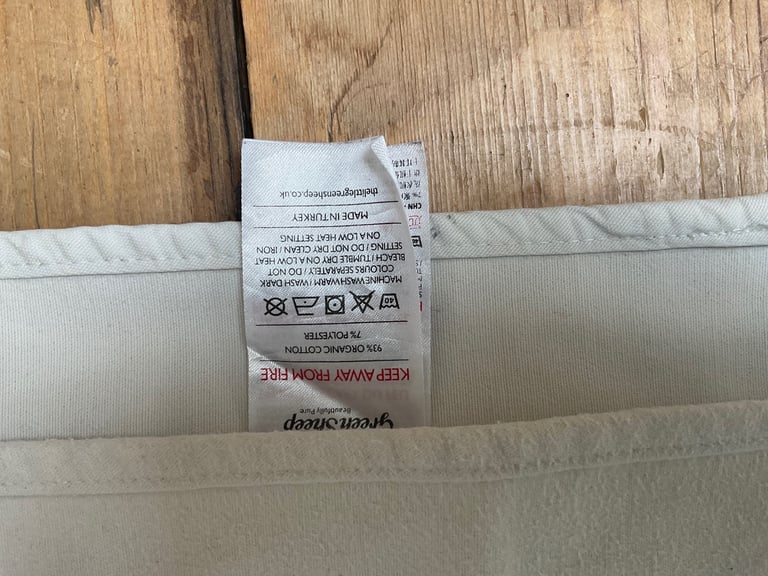 Green Sheep
Beautifully Pure
KEEP AWAY FROM FIRE
93% ORGANIC COTTON
7% POLYESTER
40
MACHINE WASH WARM / WASH DARK
COLOURS SEPARATELY / DO NOT
BLEACH / TUMBLE DRY ON A LOW HEAT
SETTING / DO NOT DRY CLEAN / IRON
ON A LOW HEAT SETTING
MADE IN TURKEY
thelittlegreensheep.co.uk
CHN